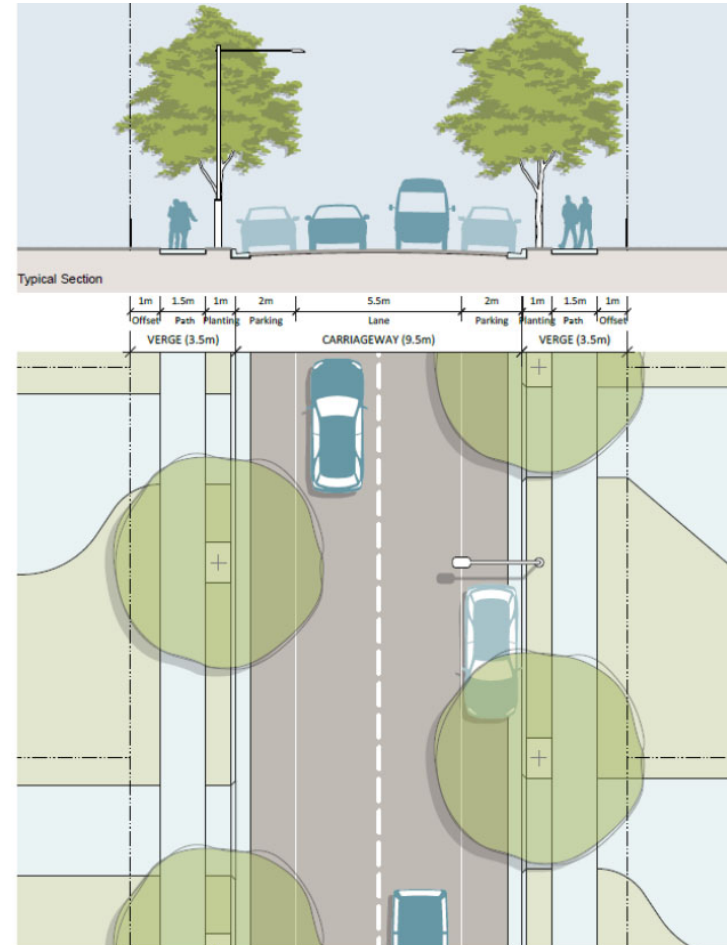 Typical Section
1m 1.5m 1m 2m 5.5m 2m 1m 1.5m 1m
Offset Path Planting Parking Lane Parking Planting Path Offset
VERGE (3.5m) CARRIAGEWAY (9.5m) VERGE (3.5m)